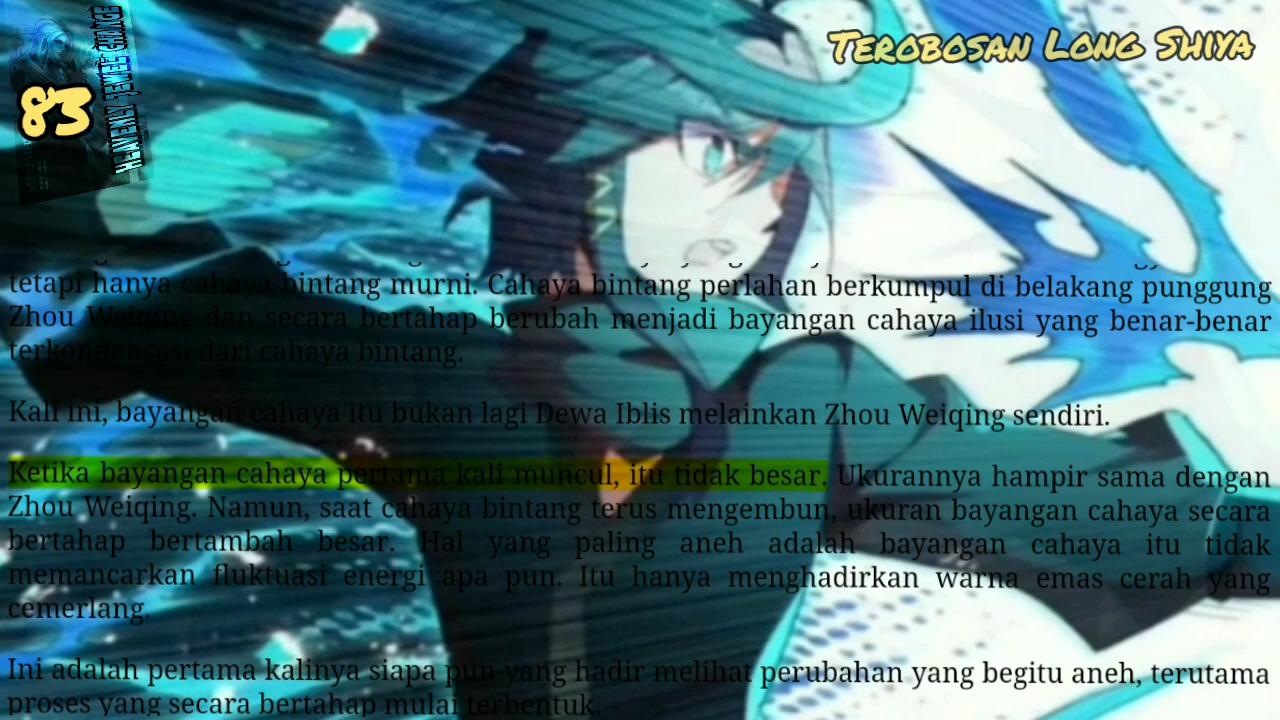 Terobosan Long Shiya
83
HEAVENLY JEWEL CHANGE
tetapi hanya cahaya bintang murni. Cahaya bintang perlahan berkumpul di belakang punggung
Zhou Weiqing dan secara bertahap berubah menjadi bayangan cahaya ilusi yang benar-benar
terkondensasi dari cahaya bintang.
Kali ini, bayangan cahaya itu bukan lagi Dewa Iblis melainkan Zhou Weiqing sendiri.
Ketika bayangan cahaya pertama kali muncul, itu tidak besar. Ukurannya hampir sama dengan
Zhou Weiqing. Namun, saat cahaya bintang terus mengembun, ukuran bayangan cahaya secara
bertahap bertambah besar. Hal yang paling aneh adalah bayangan cahaya itu tidak
memancarkan fluktuasi energi apa pun. Itu hanya menghadirkan warna emas cerah yang
cemerlang.
Ini adalah pertama kalinya siapa pun yang hadir melihat perubahan yang begitu aneh, terutama
proses yang secara bertahap mulai terbentuk.